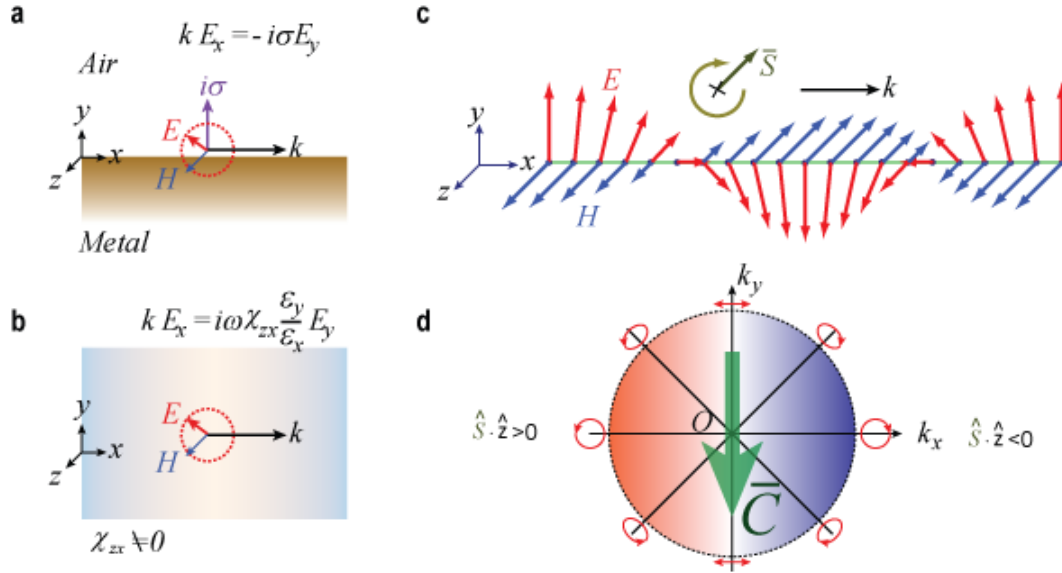 a
k E_x = - iσE_y
Air
iσ
y
E
x
k
z
H
Metal
b
k E_x = iωχ_zx ε_y/ε_x E_y
y
E
x
k
z
H
χ_zx ≠ 0
c
S̄
E
k
y
x
z
H
d
k_y
O
Ŝ · ẑ>0
k_x
Ŝ · ẑ<0
C̄